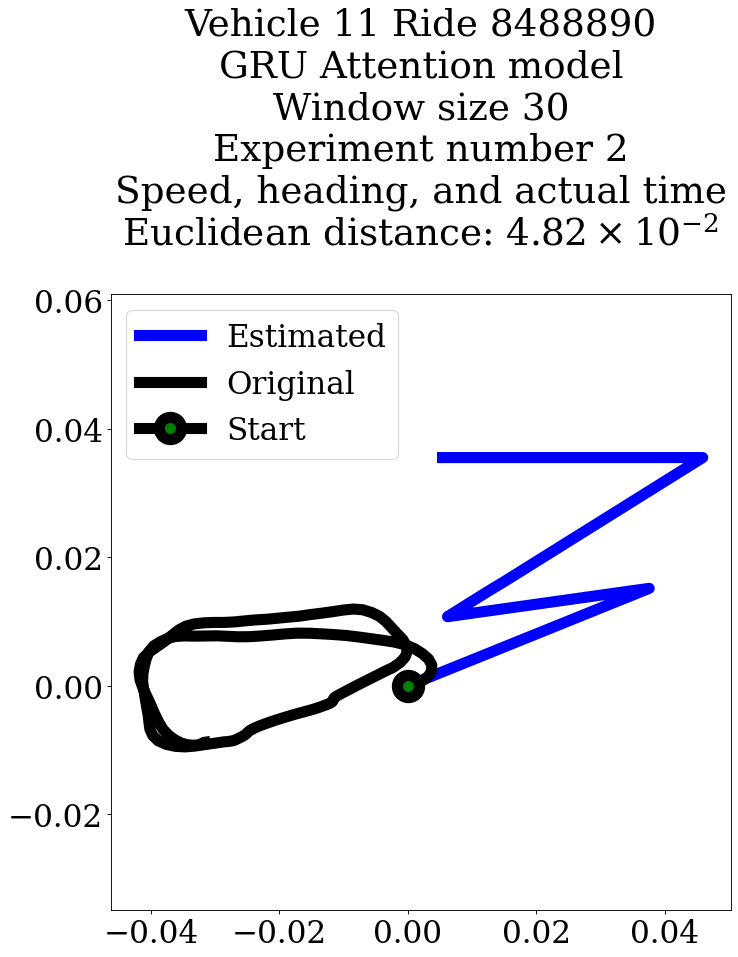 Vehicle 11 Ride 8488890
GRU Attention model
Window size 30
Experiment number 2
Speed, heading, and actual time
Euclidean distance: 4.82 × 10⁻²
0.06
Estimated
Original
Start
0.04
0.02
0.00
−0.02
−0.04 −0.02 0.00 0.02 0.04